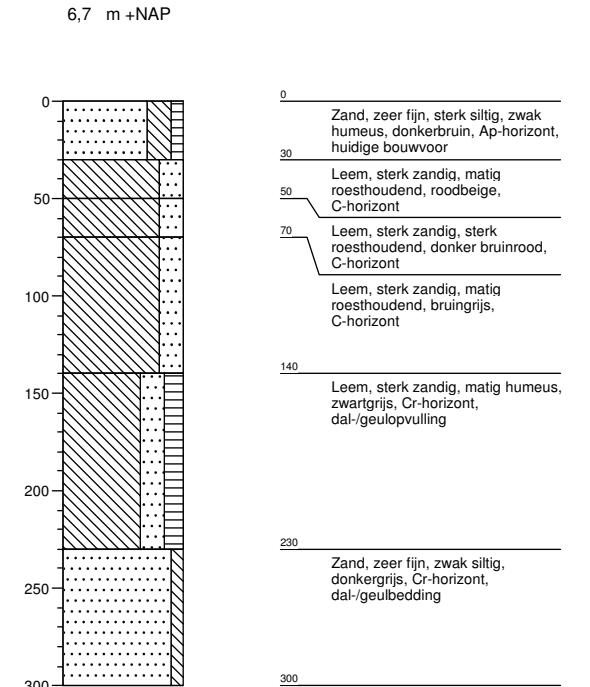 6,7 m +NAP
0
50
100
150
200
250
300
0
Zand, zeer fijn, sterk siltig, zwak
humeus, donkerbruin, Ap-horizont,
huidige bouwvoor
30
Leem, sterk zandig, matig
roesthoudend, roodbeige,
C-horizont
50
Leem, sterk zandig, sterk
roesthoudend, donker bruinrood,
C-horizont
70
Leem, sterk zandig, matig
roesthoudend, bruingrijs,
C-horizont
140
Leem, sterk zandig, matig humeus,
zwartgrijs, Cr-horizont,
dal-/geulopvulling
230
Zand, zeer fijn, zwak siltig,
donkergrijs, Cr-horizont,
dal-/geulbedding
300